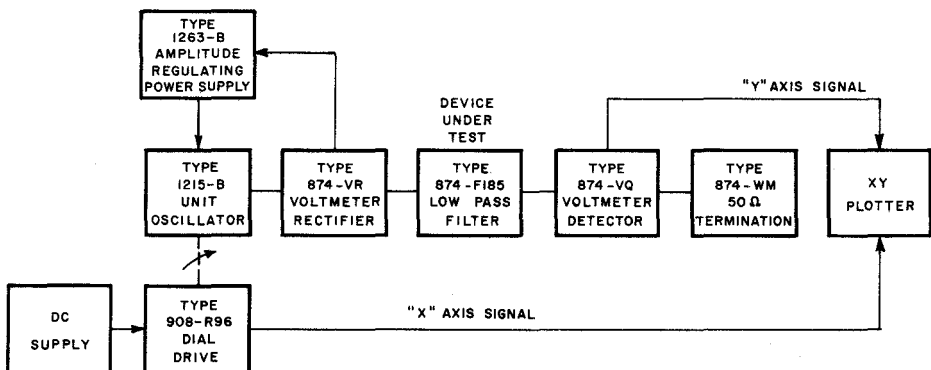 TYPE
1263-B
AMPLITUDE
REGULATING
POWER SUPPLY
"Y" AXIS SIGNAL
DEVICE
UNDER
TEST
TYPE
1215-B
UNIT
OSCILLATOR
TYPE
874-VR
VOLTMETER
RECTIFIER
TYPE
874-F185
LOW PASS
FILTER
TYPE
874-VQ
VOLTMETER
DETECTOR
TYPE
874-WM
50Ω
TERMINATION
XY
PLOTTER
DC
SUPPLY
TYPE
908-R96
DIAL
DRIVE
"X" AXIS SIGNAL